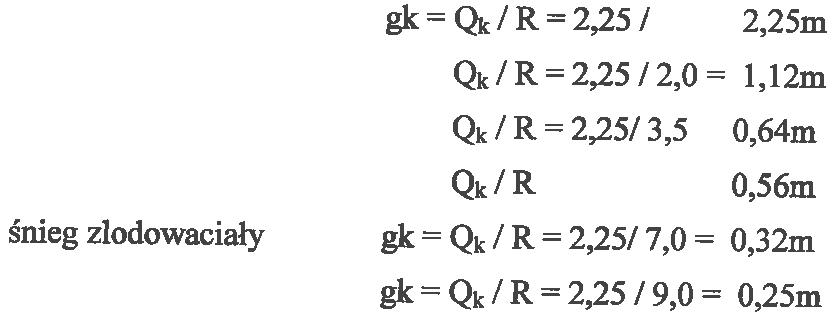 gk = Qk / R = 2,25 / 2,25m
Qk / R = 2,25 / 2,0 = 1,12m
Qk / R = 2,25/ 3,5 0,64m
Qk / R 0,56m
śnieg zlodowaciały gk = Qk / R = 2,25/ 7,0 = 0,32m
gk = Qk / R = 2,25 / 9,0 = 0,25m